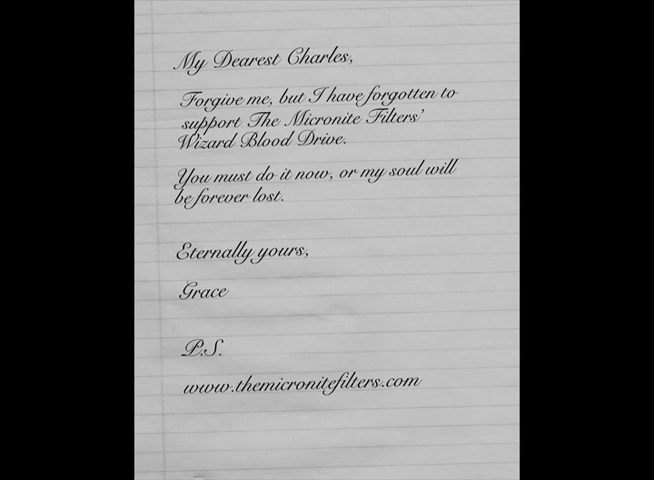 My Dearest Charles,
Forgive me, but I have forgotten to
support The Micronite Filters'
Wizard Blood Drive.
You must do it now, or my soul will
be forever lost.
Eternally yours,
Grace
P.S.
www.themicronitefilters.com